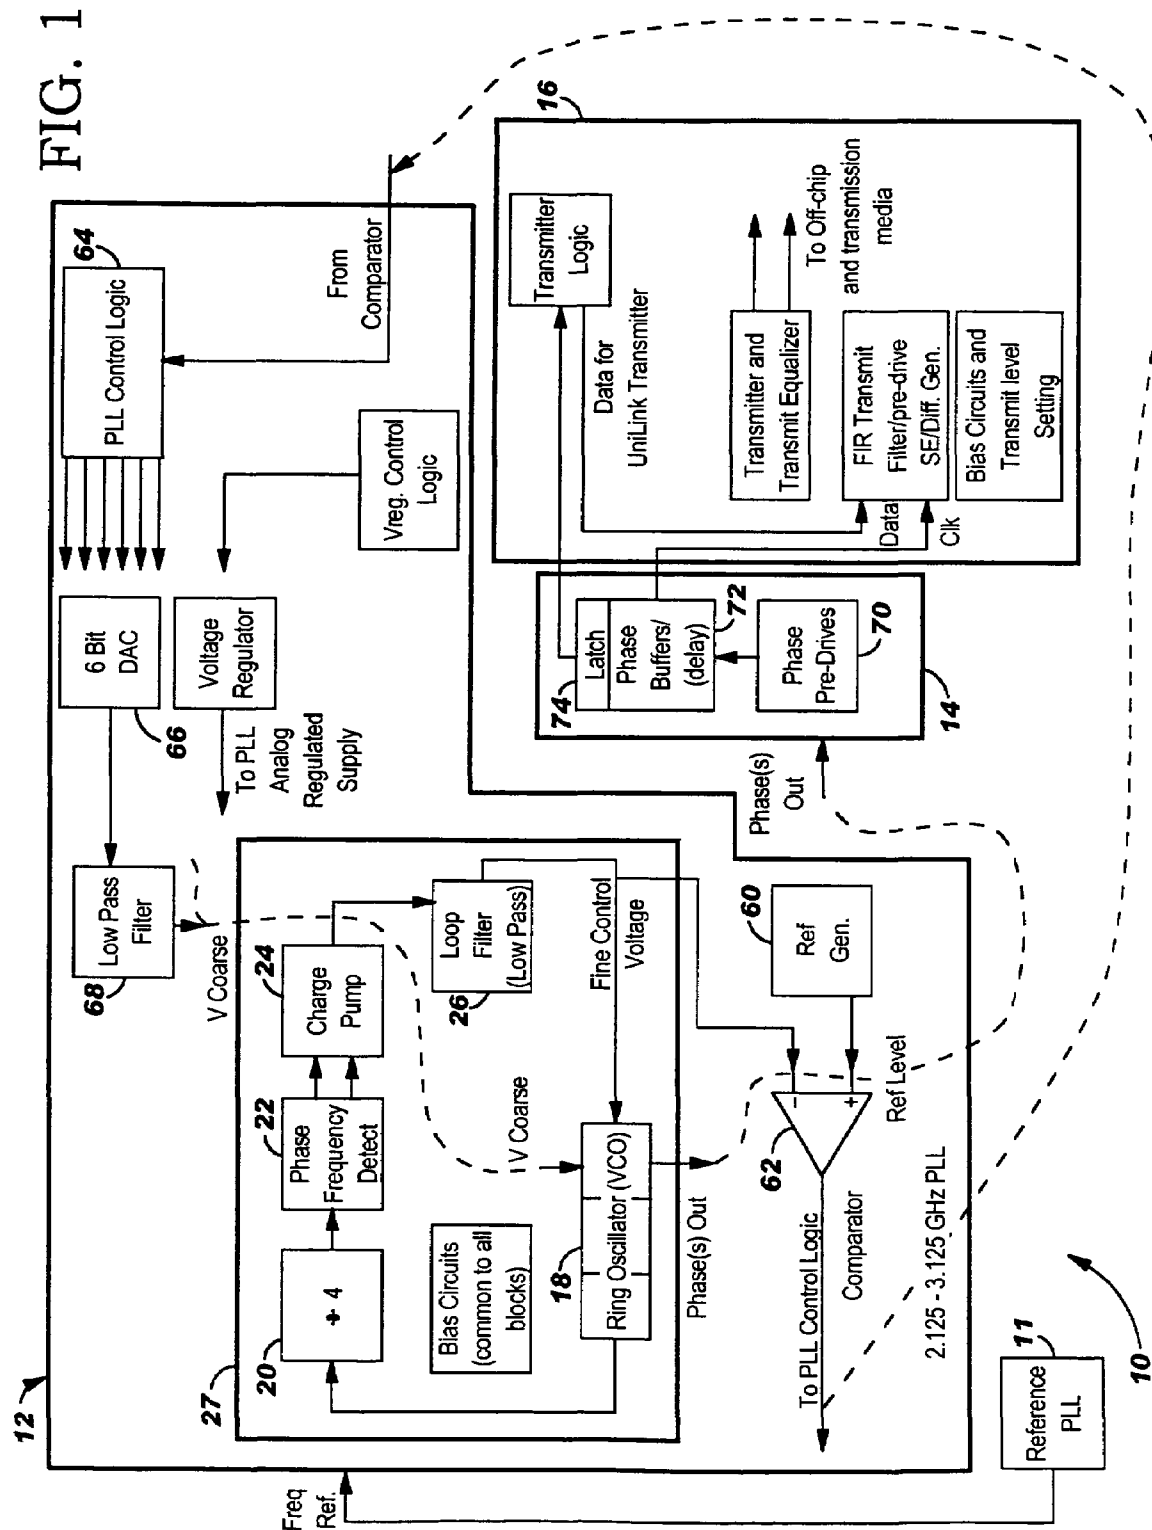 FIG. 1
12
64
PLL Control Logic
6 Bit
DAC
66
Low Pass
Filter
68
V Coarse
Voltage
Regulator
To PLL
Analog
Regulated
Supply
Vreg. Control
Logic
From
Comparator
27
20
÷ 4
22
Phase
Frequency
Detect
24
Charge
Pump
Loop
Filter
(Low Pass)
26
Bias Circuits
(common to all
blocks)
V Coarse
18
Ring Oscillator (VCO)
Fine Control
Voltage
Phase(s) Out
60
Ref
Gen.
Ref Level
62
-
+
To PLL Control Logic
Comparator
2.125 - 3.125 GHz PLL
Freq
Ref.
11
Reference
PLL
10
Phase(s)
Out
14
74
Latch
Phase
Buffers/
(delay)
72
Phase
Pre-Drives
70
16
Transmitter
Logic
Data for
UniLink Transmitter
Transmitter and
Transmit Equalizer
To Off-chip
and transmission
media
Data
Clk
FIR Transmit
Filter/pre-drive
SE/Diff. Gen.
Bias Circuits and
Transmit level
Setting